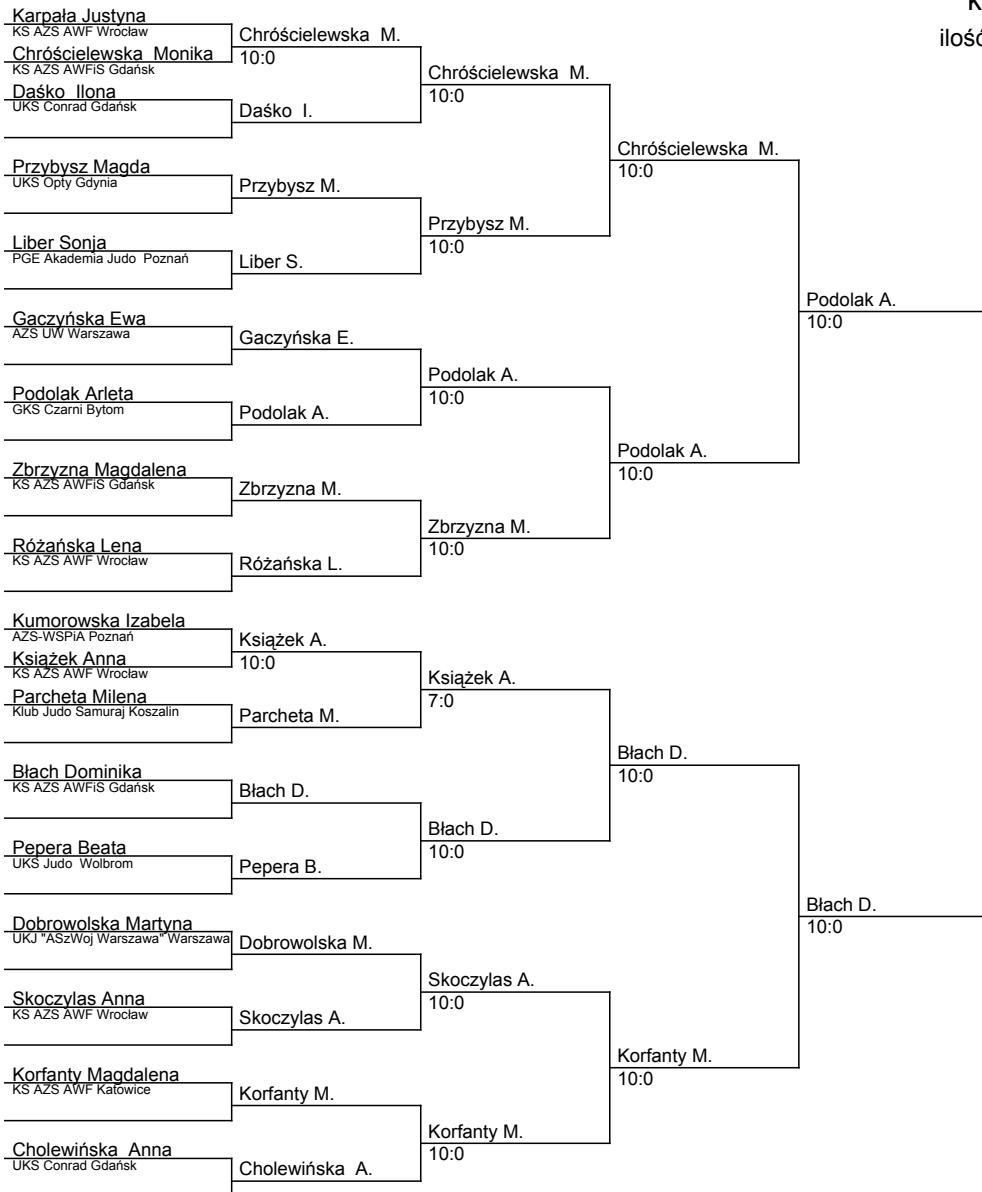 Karpała Justyna
KS AZS AWF Wrocław
Chróścielewska Monika
KS AZS AWFiS Gdańsk
Daśko Ilona
UKS Conrad Gdańsk
Przybysz Magda
UKS Opty Gdynia
Liber Sonja
PGE Akademia Judo Poznań
Gaczyńska Ewa
AZS UW Warszawa
Podolak Arleta
GKS Czarni Bytom
Zbrzyzna Magdalena
KS AZS AWFiS Gdańsk
Różańska Lena
KS AZS AWF Wrocław
Kumorowska Izabela
AZS-WSPiA Poznań
Książek Anna
KS AZS AWF Wrocław
Parcheta Milena
Klub Judo Samuraj Koszalin
Błach Dominika
KS AZS AWFiS Gdańsk
Pepera Beata
UKS Judo Wolbrom
Dobrowolska Martyna
UKJ "ASzWoj Warszawa" Warszawa
Skoczylas Anna
KS AZS AWF Wrocław
Korfanty Magdalena
KS AZS AWF Katowice
Cholewińska Anna
UKS Conrad Gdańsk
Chróścielewska M.
10:0
Daśko I.
Przybysz M.
Liber S.
Gaczyńska E.
Podolak A.
Zbrzyzna M.
Różańska L.
Książek A.
10:0
Parcheta M.
Błach D.
Pepera B.
Dobrowolska M.
Skoczylas A.
Korfanty M.
Cholewińska A.
Chróścielewska M.
10:0
Przybysz M.
10:0
Podolak A.
10:0
Zbrzyzna M.
10:0
Książek A.
7:0
Błach D.
10:0
Skoczylas A.
10:0
Korfanty M.
10:0
Chróścielewska M.
10:0
Podolak A.
10:0
Błach D.
10:0
Korfanty M.
10:0
Podolak A.
10:0
Błach D.
10:0